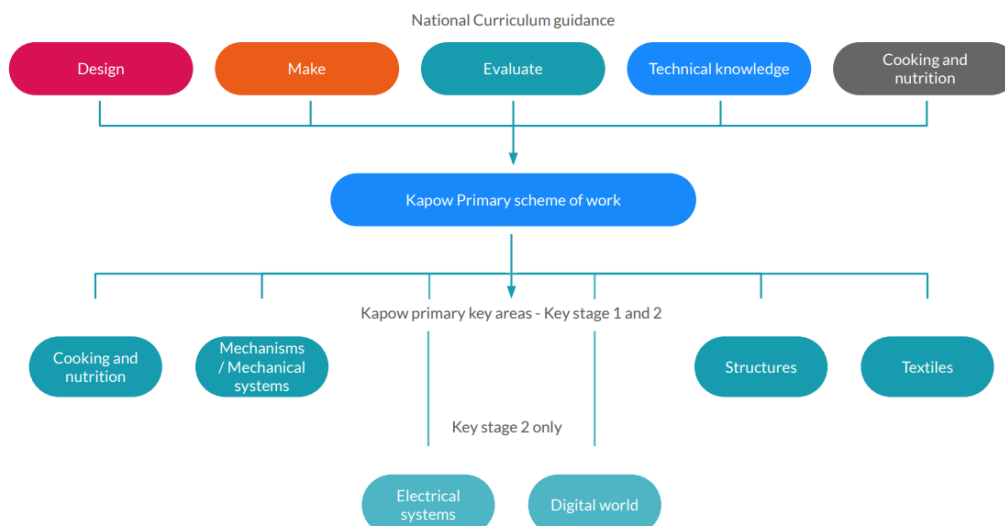 National Curriculum guidance
Design
Make
Evaluate
Technical knowledge
Cooking and
nutrition
Kapow Primary scheme of work
Kapow primary key areas - Key stage 1 and 2
Cooking and
nutrition
Mechanisms
/ Mechanical
systems
Structures
Textiles
Key stage 2 only
Electrical
systems
Digital world